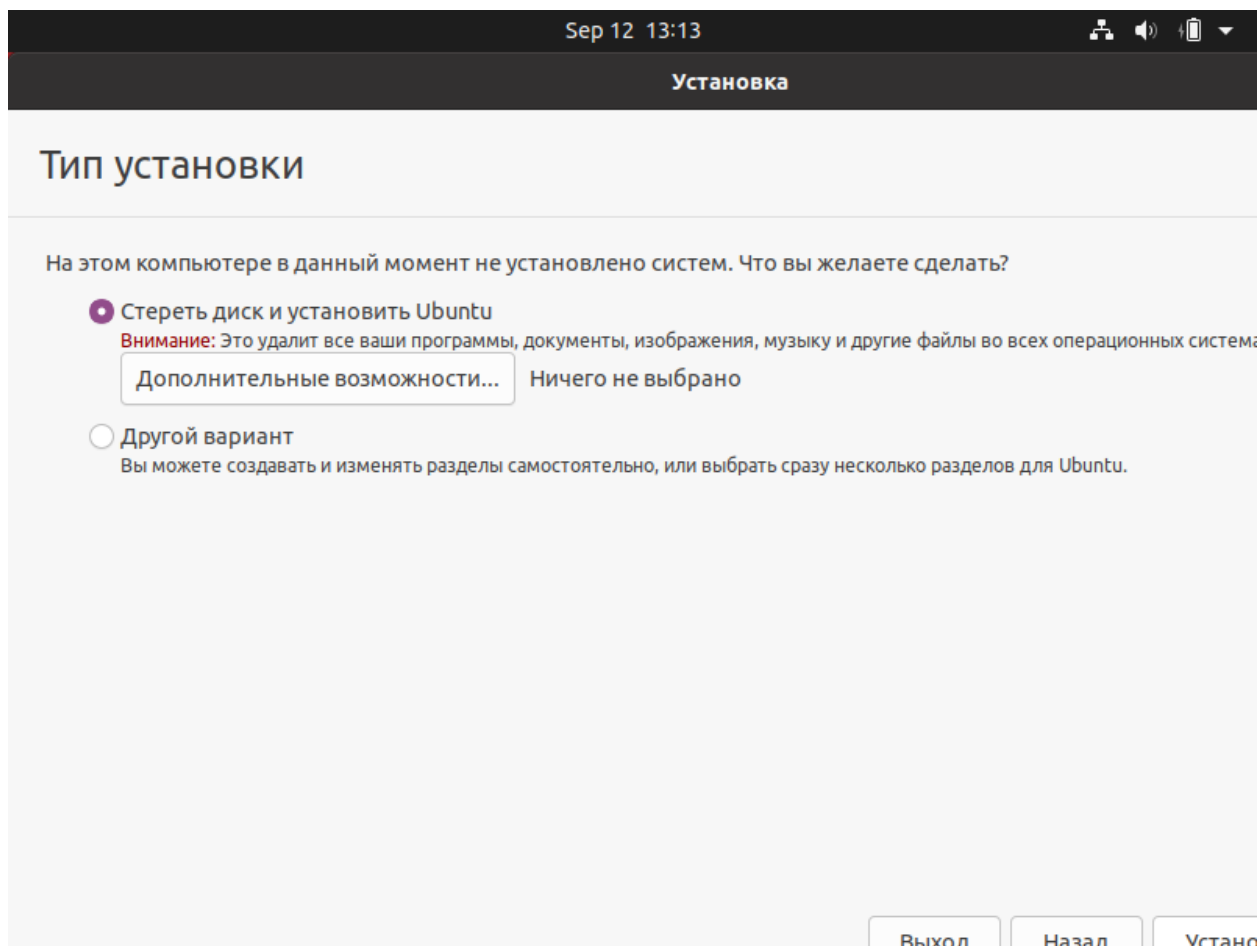 Sep 12 13:13
Установка
Тип установки
На этом компьютере в данный момент не установлено систем. Что вы желаете сделать?
Стереть диск и установить Ubuntu
Внимание: Это удалит все ваши программы, документы, изображения, музыку и другие файлы во всех операционных система
Дополнительные возможности... Ничего не выбрано
Другой вариант
Вы можете создавать и изменять разделы самостоятельно, или выбрать сразу несколько разделов для Ubuntu.
Выход Назад Устано